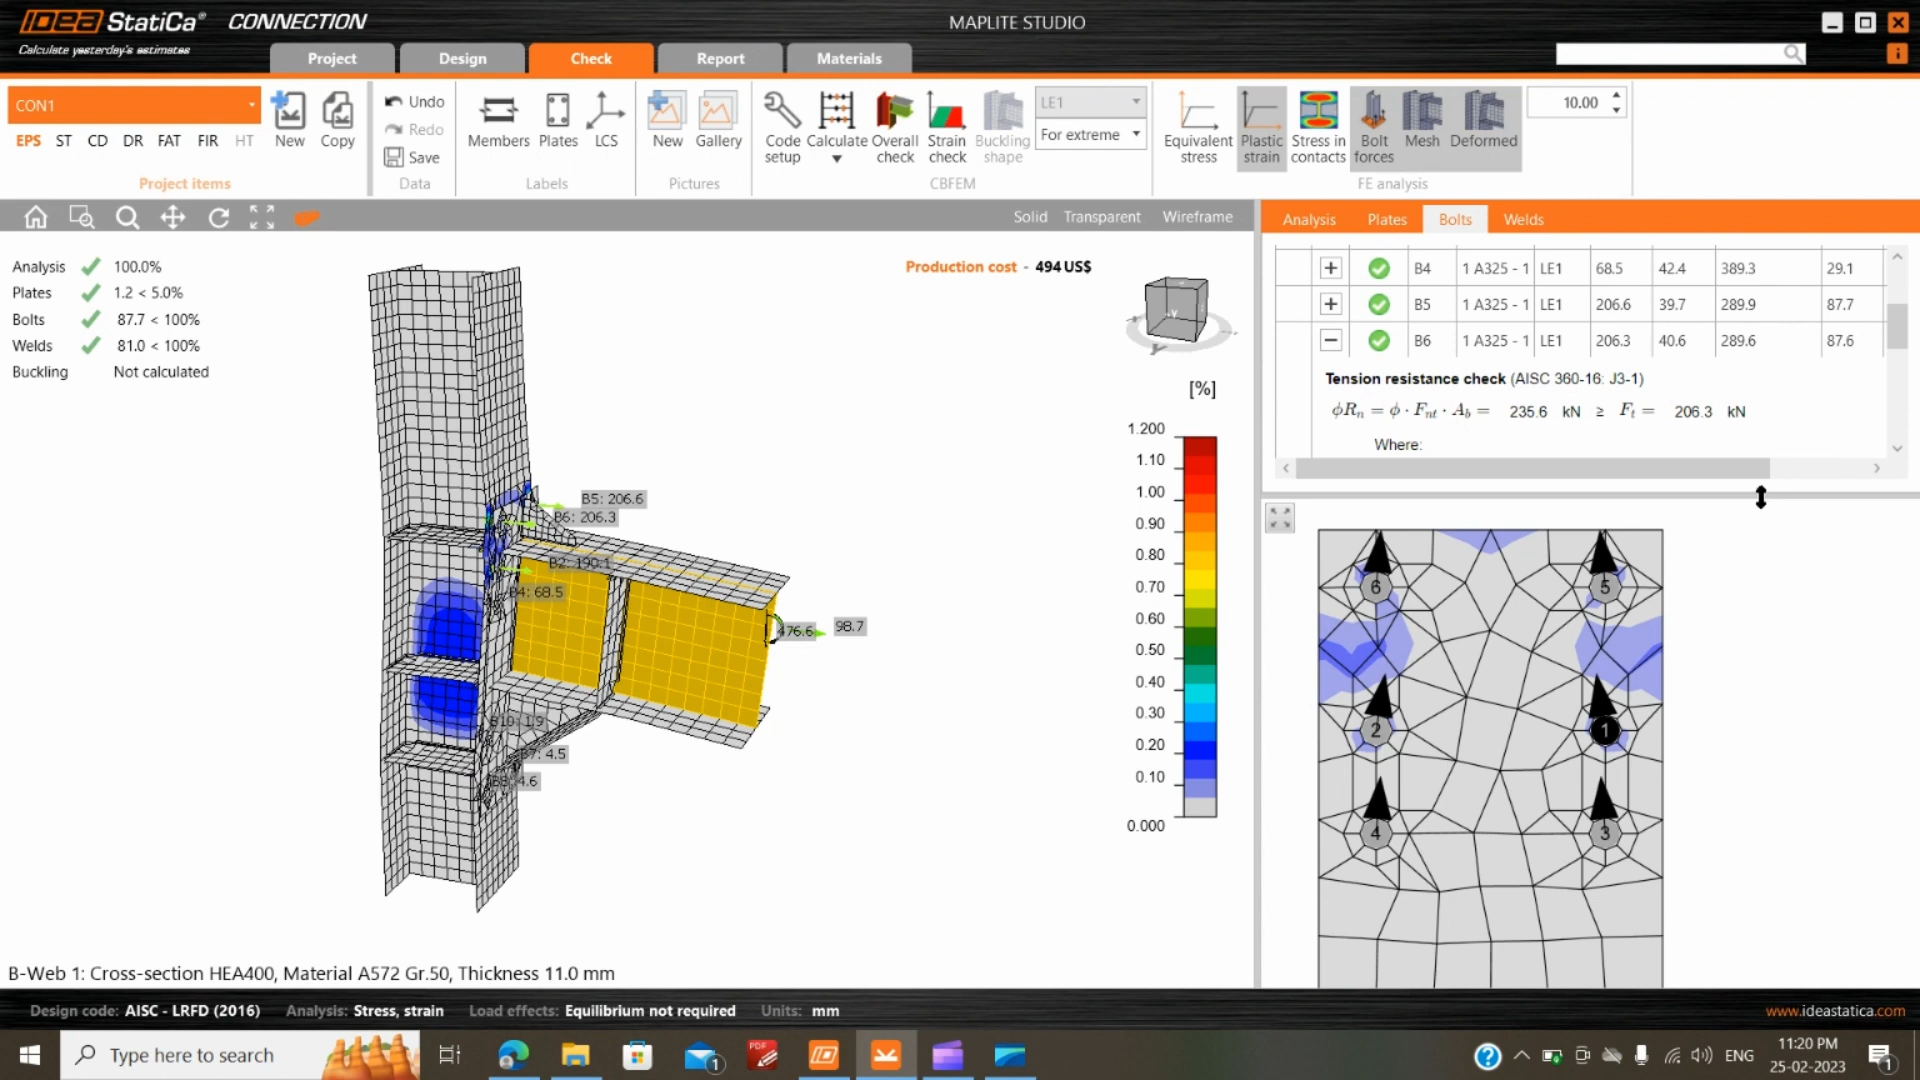 IDEA StatiCa® CONNECTION
Calculate yesterday's estimates
MAPLITE STUDIO
Project Design Check Report Materials
CON1
EPS ST CD DR FAT FIR HT
New Copy
Project items
Undo
Redo
Save
Data
Members Plates LCS
Labels
New Gallery
Pictures
Code setup Calculate Overall check Strain check Buckling shape
LE1
For extreme
CBFEM
Equivalent stress Plastic strain Stress in contacts Bolt forces Mesh Deformed
10.00
FE analysis
Solid Transparent Wireframe
Analysis 100.0%
Plates 1.2 < 5.0%
Bolts 87.7 < 100%
Welds 81.0 < 100%
Buckling Not calculated
Production cost - 494 US$
[%]
1.200
1.10
1.00
0.90
0.80
0.70
0.60
0.50
0.40
0.30
0.20
0.10
0.000
B5: 206.6
B6: 206.3
B2: 190.1
B4: 68.5
98.7
B10: 1.9
B7: 4.5
B8: 4.6
B-Web 1: Cross-section HEA400, Material A572 Gr.50, Thickness 11.0 mm
Analysis Plates Bolts Welds
B4 1 A325 - 1 LE1 68.5 42.4 389.3 29.1
B5 1 A325 - 1 LE1 206.6 39.7 289.9 87.7
B6 1 A325 - 1 LE1 206.3 40.6 289.6 87.6
Tension resistance check (AISC 360-16: J3-1)
ϕRn = ϕ · Fnt · Ab = 235.6 kN ≥ Ft = 206.3 kN
Where:
6 5
2 1
4 3
Design code: AISC - LRFD (2016) Analysis: Stress, strain Load effects: Equilibrium not required Units: mm
www.ideastatica.com
Type here to search
1
PDF
ENG
11:20 PM
25-02-2023
1